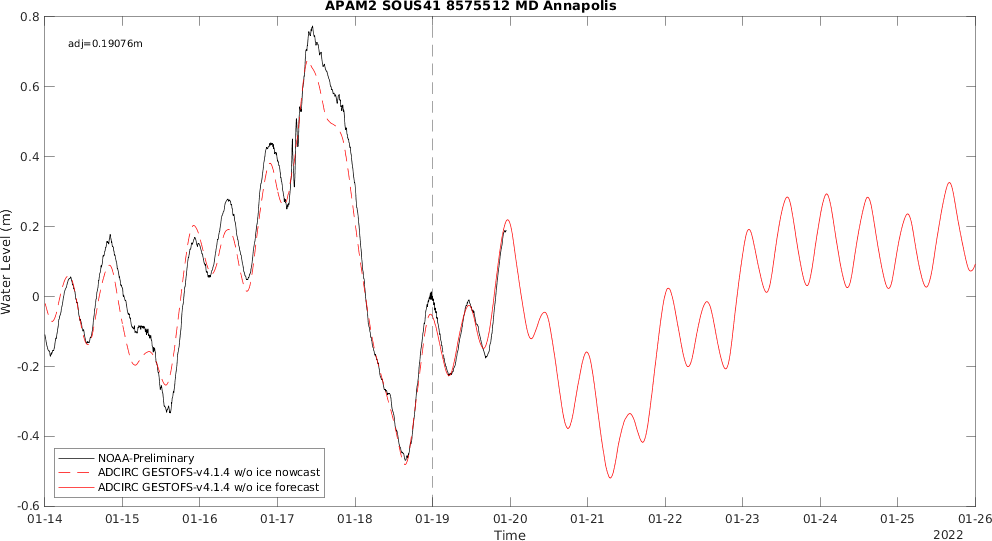 APAM2 SOUS41 8575512 MD Annapolis
adj=0.19076m
Water Level (m)
0.8
0.6
0.4
0.2
0
-0.2
-0.4
-0.6
NOAA-Preliminary
ADCIRC GESTOFS-v4.1.4 w/o ice nowcast
ADCIRC GESTOFS-v4.1.4 w/o ice forecast
01-14 01-15 01-16 01-17 01-18 01-19 01-20 01-21 01-22 01-23 01-24 01-25 01-26
Time
2022